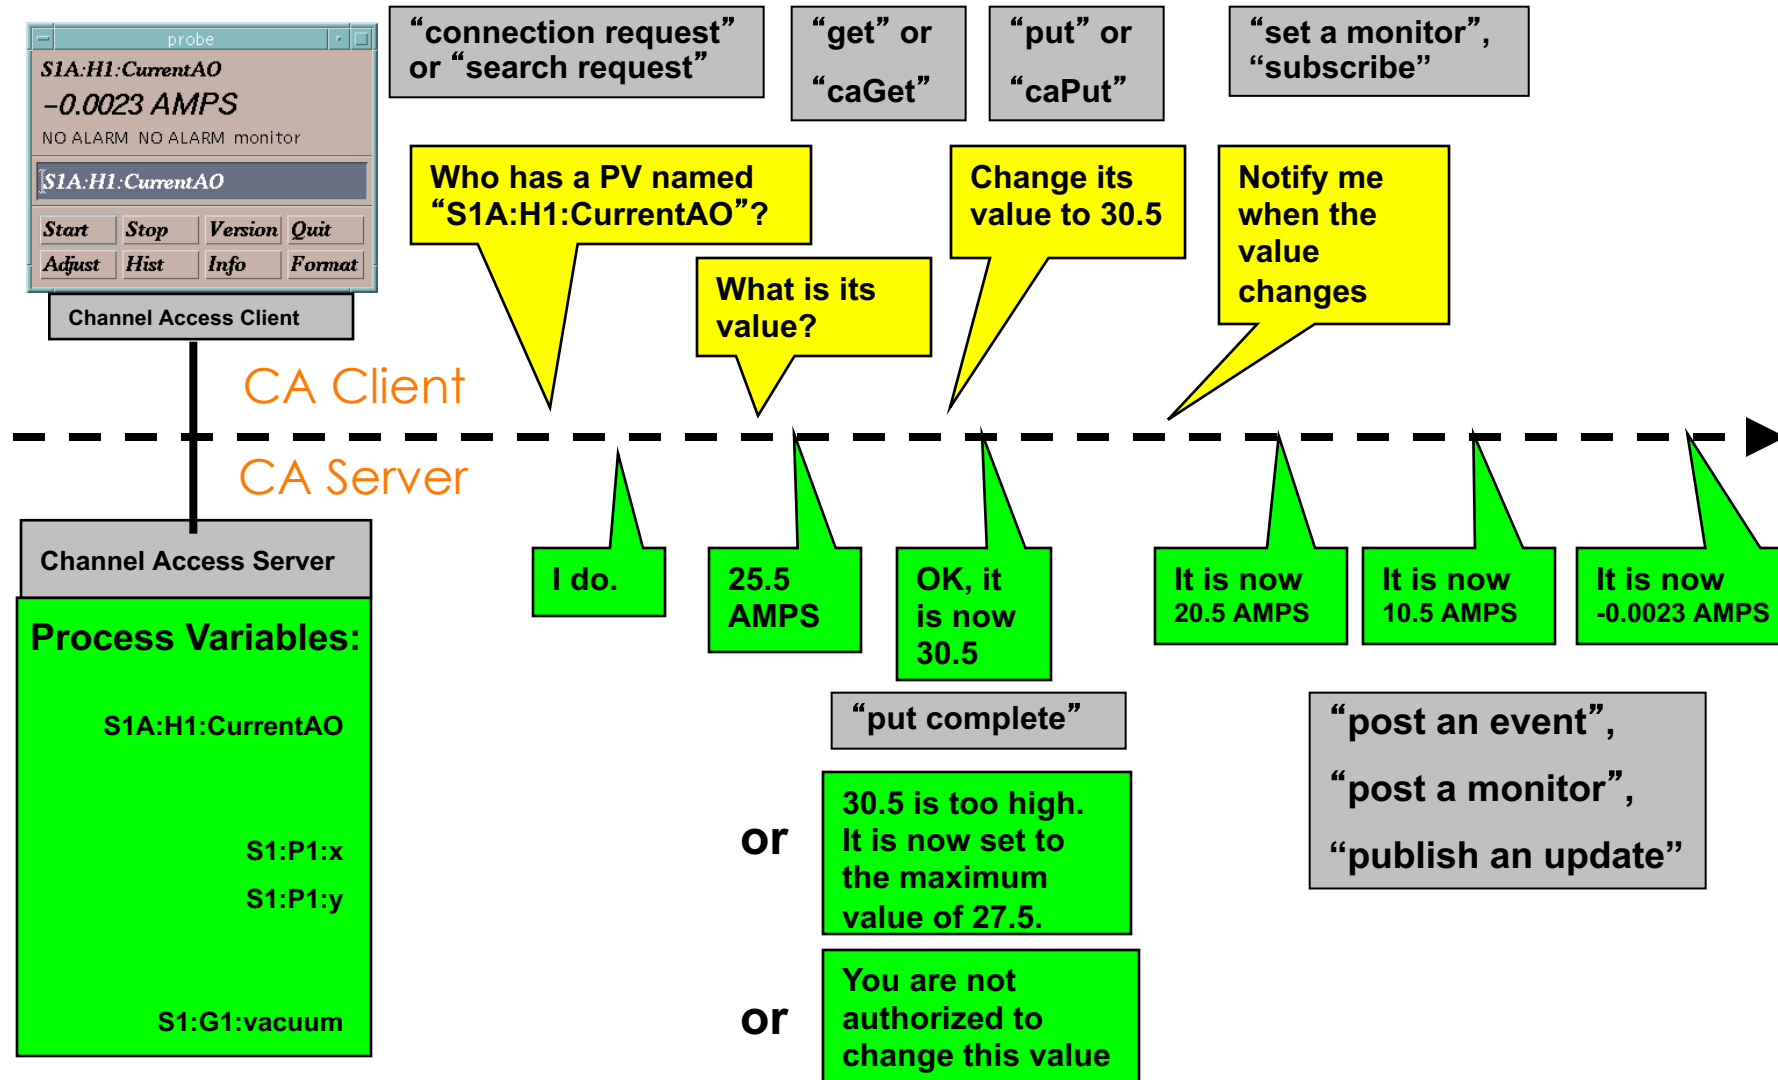 probe
S1A:H1:CurrentAO
-0.0023 AMPS
NO ALARM NO ALARM monitor
S1A:H1:CurrentAO
Start Stop Version Quit
Adjust Hist Info Format
Channel Access Client
“connection request”
or “search request”
“get” or
“caGet”
“put” or
“caPut”
“set a monitor”,
“subscribe”
Who has a PV named
“S1A:H1:CurrentAO”?
What is its
value?
Change its
value to 30.5
Notify me
when the
value
changes
CA Client
CA Server
Channel Access Server
Process Variables:
S1A:H1:CurrentAO
S1:P1:x
S1:P1:y
S1:G1:vacuum
I do.
25.5
AMPS
OK, it
is now
30.5
It is now
20.5 AMPS
It is now
10.5 AMPS
It is now
-0.0023 AMPS
“put complete”
or
30.5 is too high.
It is now set to
the maximum
value of 27.5.
or
You are not
authorized to
change this value
“post an event”,
“post a monitor”,
“publish an update”